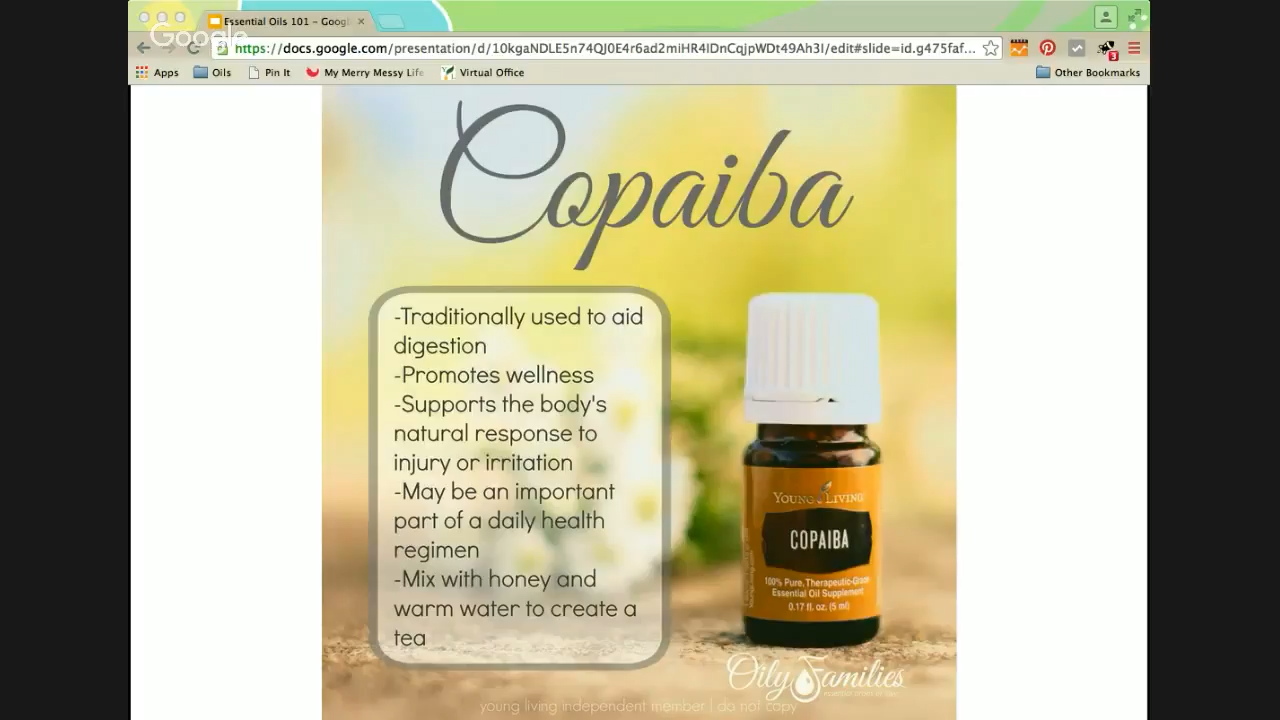 Essential Oils 101 – Googl
Google
https://docs.google.com/presentation/d/10kgaNDLE5n74QJ0E4r6ad2miHR4lDnCqjpWDt49Ah3I/edit#slide=id.g475faf...
3
Apps Oils Pin It My Merry Messy Life Virtual Office Other Bookmarks
Copaiba
-Traditionally used to aid
digestion
-Promotes wellness
-Supports the body's
natural response to
injury or irritation
-May be an important
part of a daily health
regimen
-Mix with honey and
warm water to create a
tea
YOUNG LIVING
COPAIBA
100% Pure, Therapeutic-Grade
Essential Oil Supplement
0.17 fl. oz. (5 ml)
Oily Families
young living independent member | do not copy